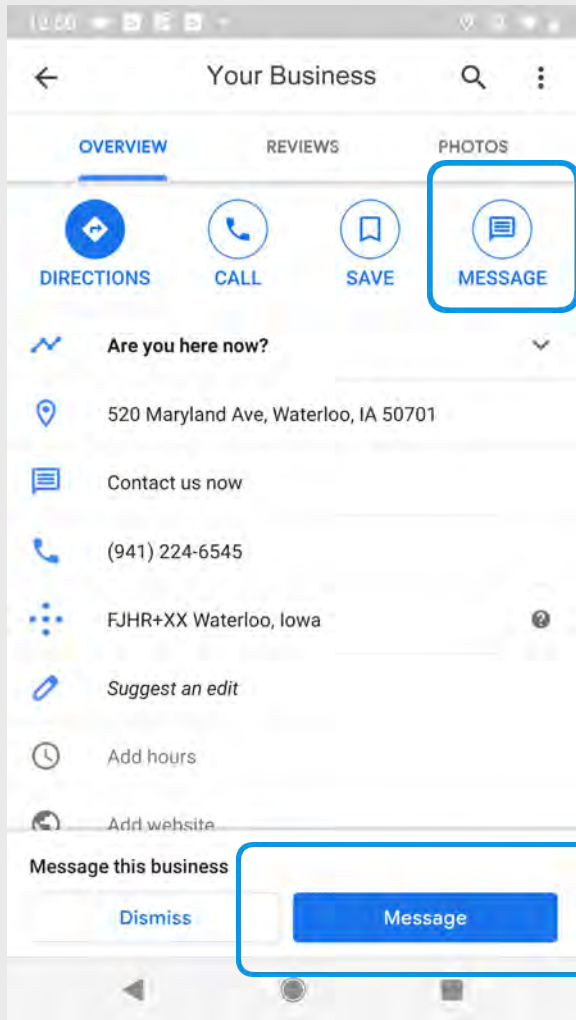 12:00
Your Business
OVERVIEW REVIEWS PHOTOS
DIRECTIONS CALL SAVE MESSAGE
Are you here now?
520 Maryland Ave, Waterloo, IA 50701
Contact us now
(941) 224-6545
FJHR+XX Waterloo, Iowa
Suggest an edit
Add hours
Add website
Message this business
Dismiss Message